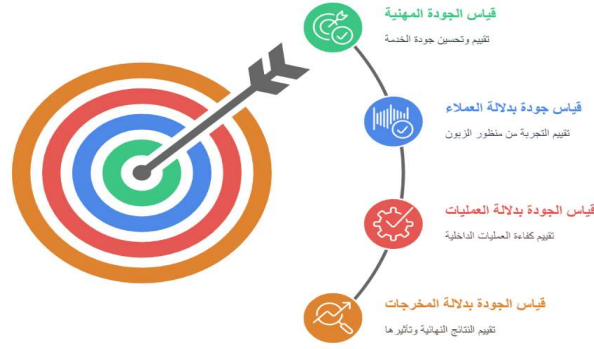 قياس الجودة المهنية
تقييم وتحسين جودة الخدمة
قياس جودة بدلالة العملاء
تقييم التجربة من منظور الزبون
قياس الجودة بدلالة العمليات
تقييم كفاءة العمليات الداخلية
قياس الجودة بدلالة المخرجات
تقييم النتائج النهائية وتأثيرها